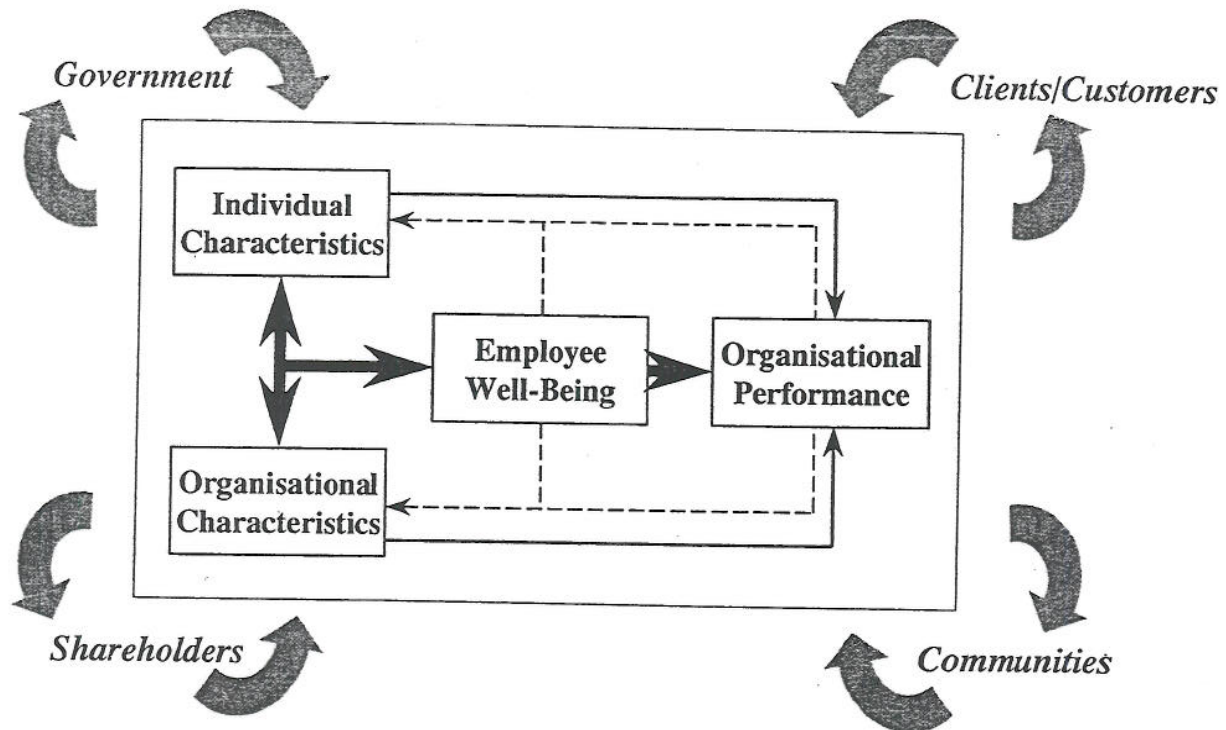 Government
Clients/Customers
Individual
Characteristics
Employee
Well-Being
Organisational
Performance
Organisational
Characteristics
Shareholders
Communities